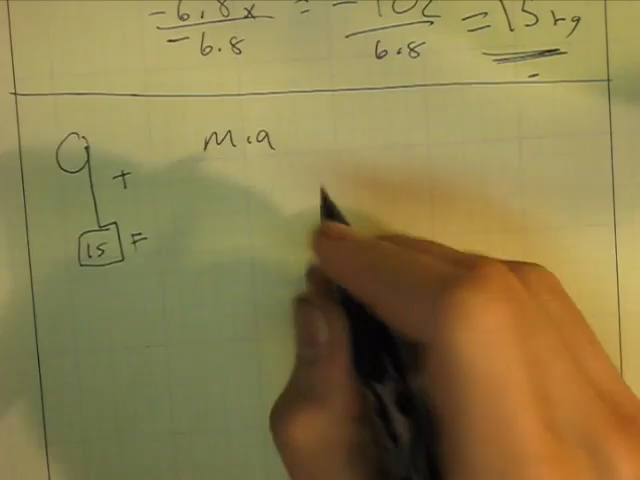 -6.8x = -102 = 15 kg
-6.8 6.8
m.a
+
15 F